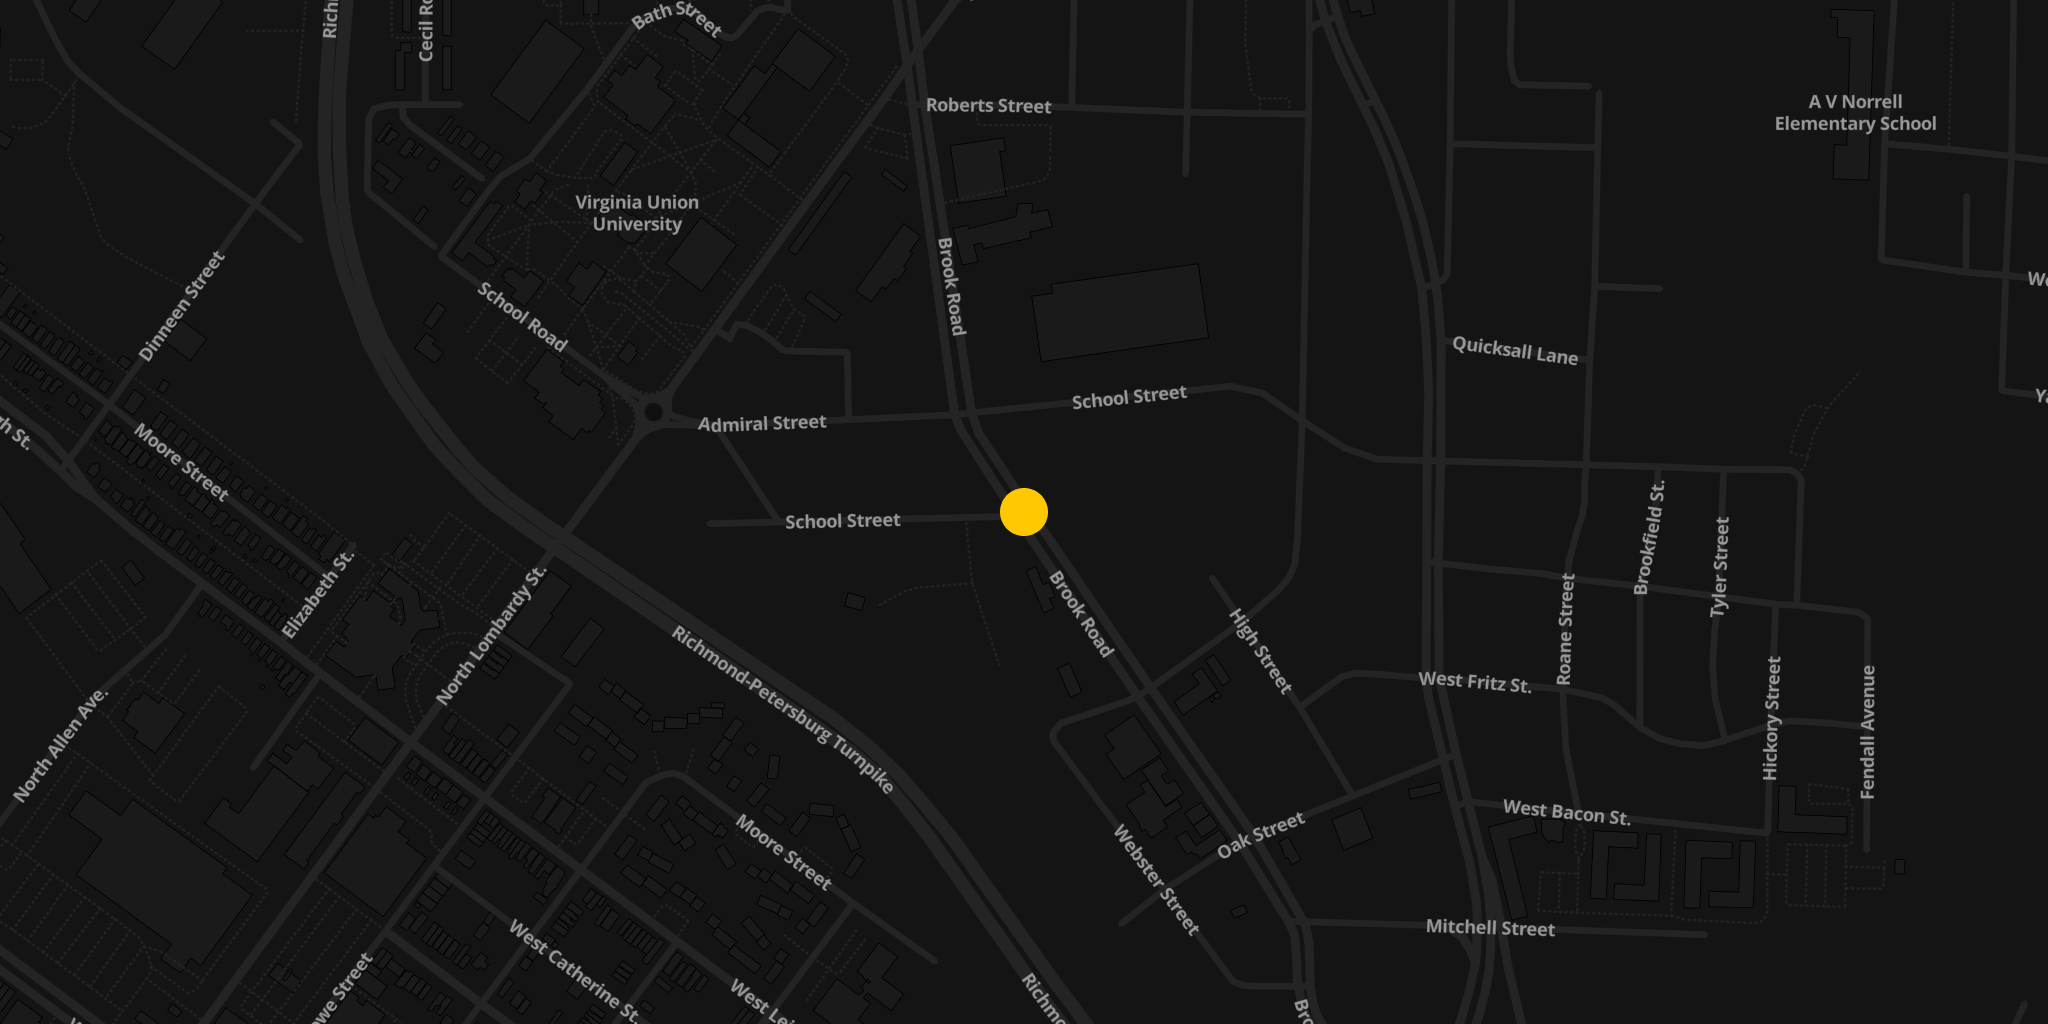 Bath Street
Roberts Street
A V Norrell
Elementary School
Virginia Union
University
Brook Road
Dinneen Street
School Road
Quicksall Lane
School Street
Admiral Street
Moore Street
School Street
Brookfield St.
Tyler Street
Elizabeth St.
North Lombardy St.
Brook Road
Roane Street
High Street
Richmond-Petersburg Turnpike
West Fritz St.
Hickory Street
Fendall Avenue
North Allen Ave.
West Bacon St.
Oak Street
Moore Street
Webster Street
Mitchell Street
West Catherine St.